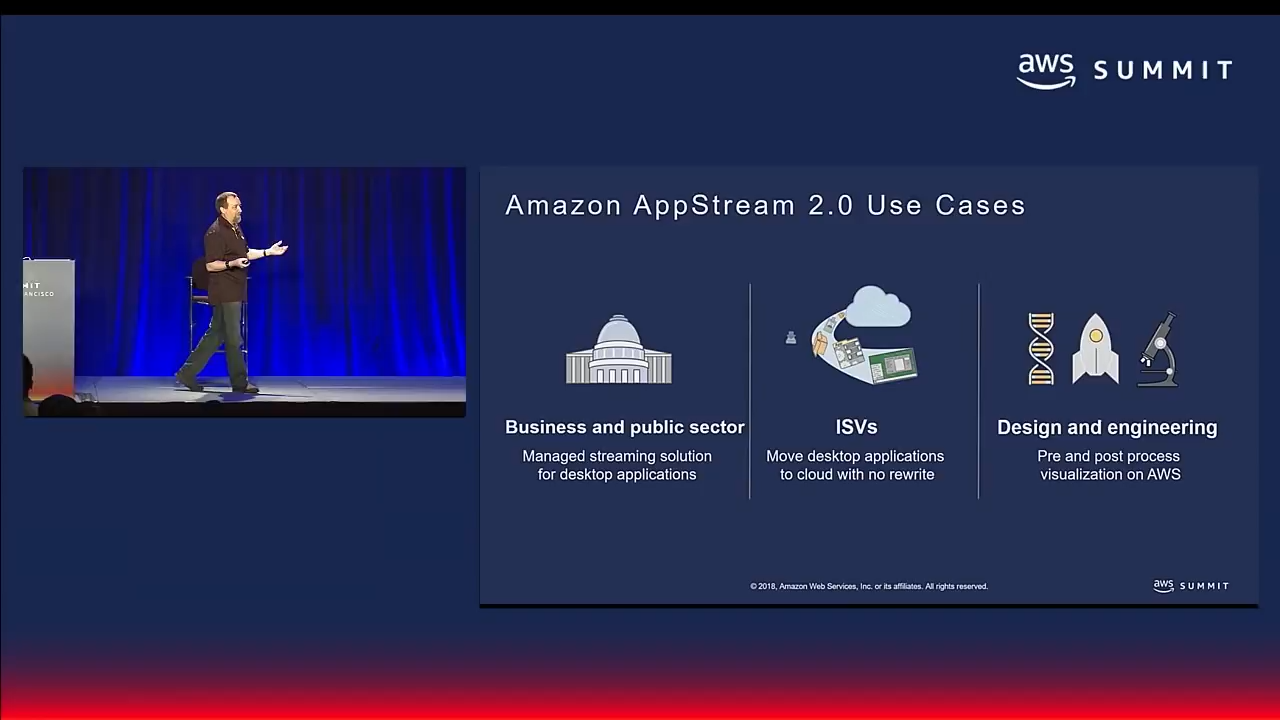 aws SUMMIT
MIT
ANCISCO
Amazon AppStream 2.0 Use Cases
Business and public sector
Managed streaming solution
for desktop applications
ISVs
Move desktop applications
to cloud with no rewrite
Design and engineering
Pre and post process
visualization on AWS
© 2018, Amazon Web Services, Inc. or its affiliates. All rights reserved.
aws SUMMIT